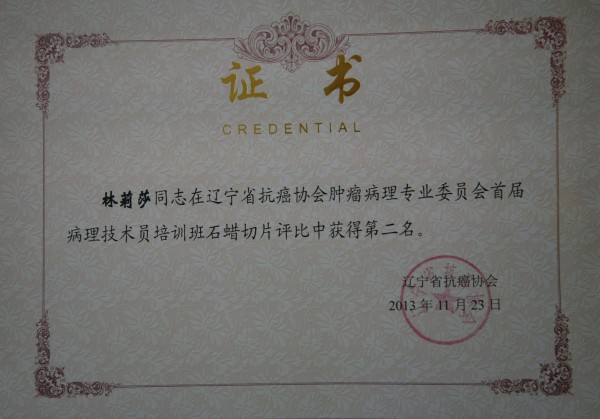 证书
CREDENTIAL
林莉莎同志在辽宁省抗癌协会肿瘤病理专业委员会首届
病理技术员培训班石蜡切片评比中获得第二名。
辽宁省抗癌协会
2013年11月23日